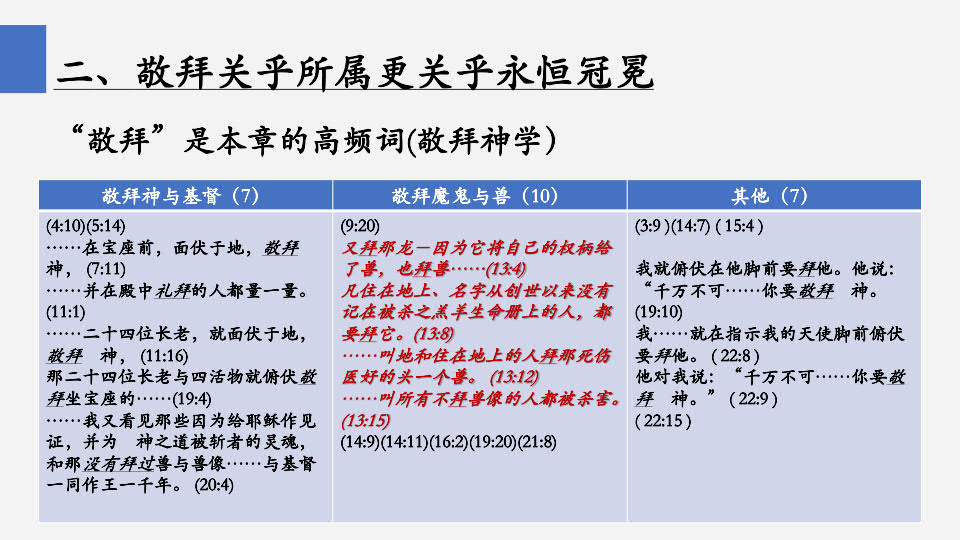 二、敬拜关乎所属更关乎永恒冠冕
“敬拜”是本章的高频词(敬拜神学）
敬拜神与基督（7）
(4:10)(5:14)
……在宝座前，面伏于地，敬拜
神， (7:11)
……并在殿中礼拜的人都量一量。
(11:1)
……二十四位长老，就面伏于地，
敬拜　神， (11:16)
那二十四位长老与四活物就俯伏敬
拜坐宝座的……(19:4)
……我又看见那些因为给耶稣作见
证，并为　神之道被斩者的灵魂，
和那没有拜过兽与兽像……与基督
一同作王一千年。 (20:4)
敬拜魔鬼与兽（10）
(9:20)
又拜那龙－因为它将自己的权柄给
了兽，也拜兽……(13:4)
凡住在地上、名字从创世以来没有
记在被杀之羔羊生命册上的人，都
要拜它。(13:8)
……叫地和住在地上的人拜那死伤
医好的头一个兽。 (13:12)
……叫所有不拜兽像的人都被杀害。
(13:15)
(14:9)(14:11)(16:2)(19:20)(21:8)
其他（7）
(3:9 )(14:7) ( 15:4 )
我就俯伏在他脚前要拜他。他说：
“千万不可……你要敬拜　神。
(19:10)
我……就在指示我的天使脚前俯伏
要拜他。 ( 22:8 )
他对我说：“千万不可……你要敬
拜　神。” ( 22:9 )
( 22:15 )